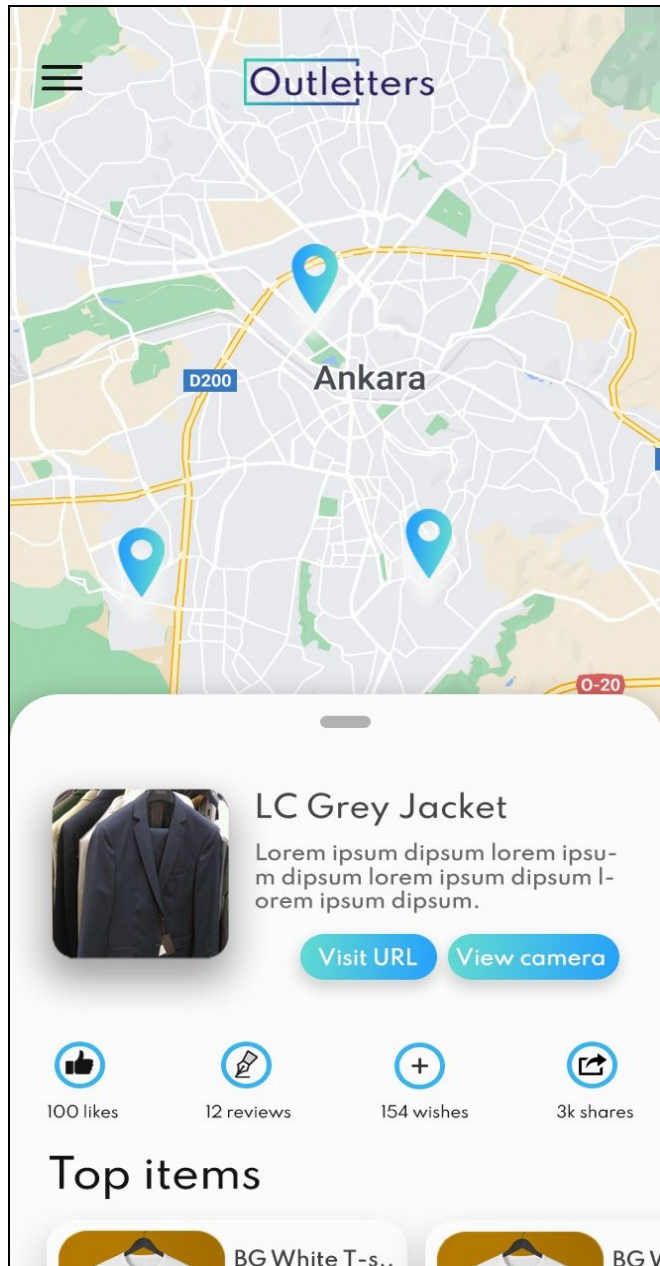 Outletters
D200
Ankara
O-20
LC Grey Jacket
Lorem ipsum dipsum lorem ipsu-
m dipsum lorem ipsum dipsum l-
orem ipsum dipsum.
Visit URL
View camera
100 likes
12 reviews
154 wishes
3k shares
Top items
BG White T-s..
BG W